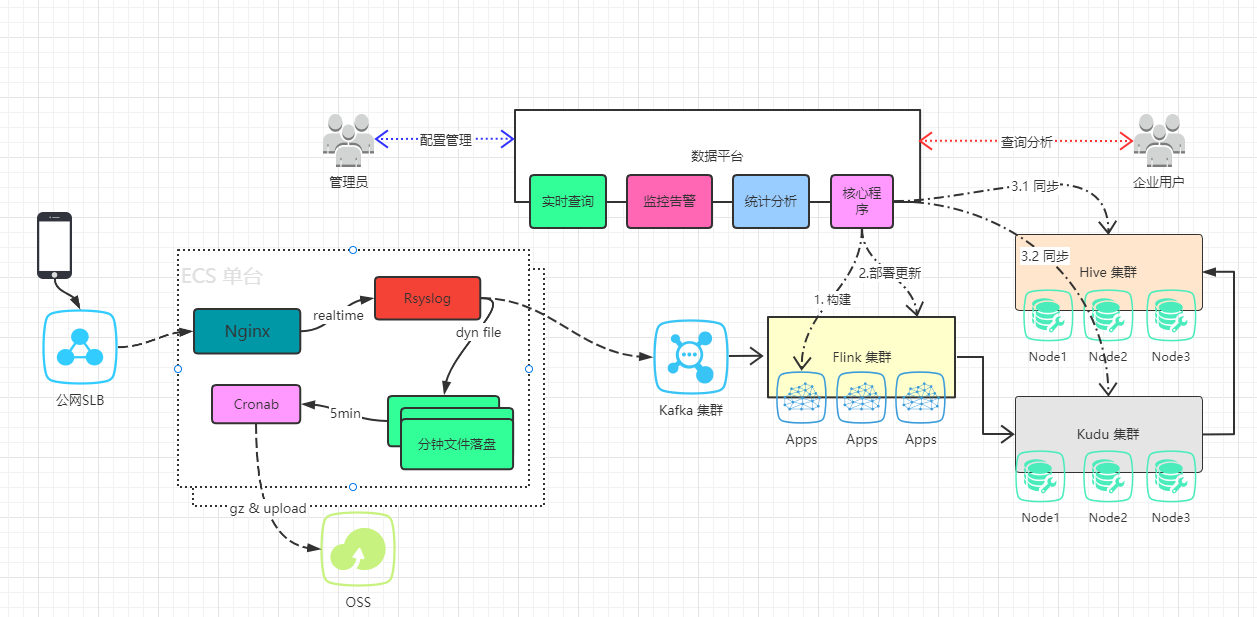 管理员
配置管理
数据平台
查询分析
企业用户
实时查询
监控告警
统计分析
核心程
序
3.1 同步
3.2 同步
Hive 集群
Node1
Node2
Node3
1. 构建
2.部署更新
ECS 单台
Nginx
realtime
Rsyslog
dyn file
公网SLB
Cronab
5min
分钟文件落盘
Kafka 集群
Flink 集群
Apps
Apps
Apps
Kudu 集群
Node1
Node2
Node3
gz & upload
OSS